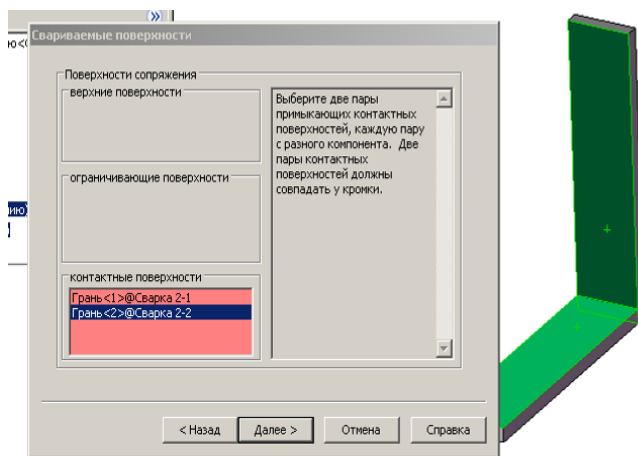 Свариваемые поверхности
Поверхности сопряжения
верхние поверхности
ограничивающие поверхности
контактные поверхности
Грань<1>@Сварка 2-1
Грань<2>@Сварка 2-2
Выберите две пары
примыкающих контактных
поверхностей, каждую пару
с разного компонента. Две
пары контактных
поверхностей должны
совпадать у кромки.
< Назад
Далее >
Отмена
Справка